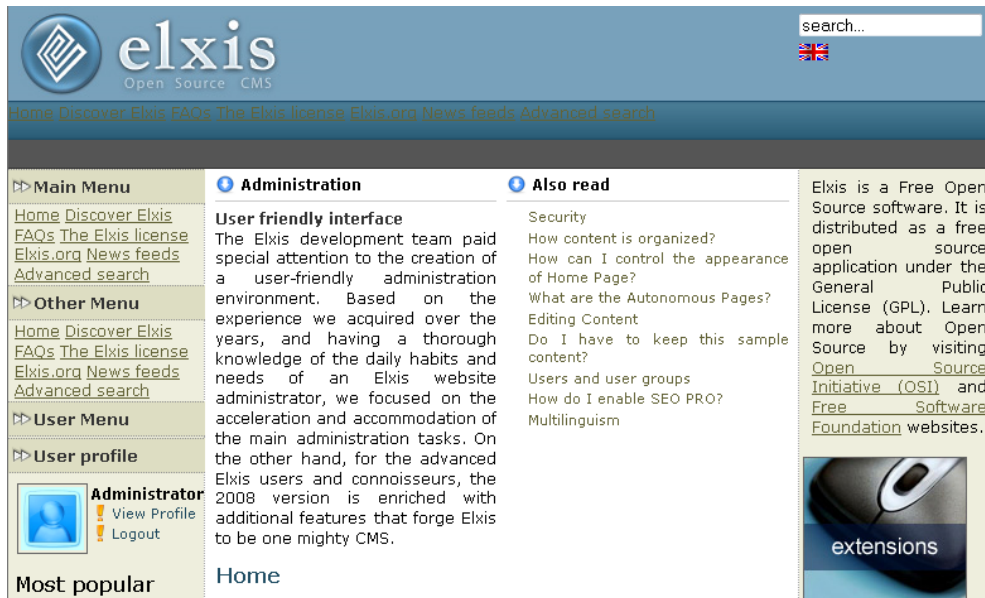 elxis
Open Source CMS
search...
Home Discover Elxis FAQs The Elxis license Elxis.org News feeds Advanced search
Main Menu
Home Discover Elxis
FAQs The Elxis license
Elxis.org News feeds
Advanced search
Other Menu
Home Discover Elxis
FAQs The Elxis license
Elxis.org News feeds
Advanced search
User Menu
User profile
Administrator
View Profile
Logout
Most popular
Administration
User friendly interface
The Elxis development team paid
special attention to the creation of
a user-friendly administration
environment. Based on the
experience we acquired over the
years, and having a thorough
knowledge of the daily habits and
needs of an Elxis website
administrator, we focused on the
acceleration and accommodation of
the main administration tasks. On
the other hand, for the advanced
Elxis users and connoisseurs, the
2008 version is enriched with
additional features that forge Elxis
to be one mighty CMS.
Home
Also read
Security
How content is organized?
How can I control the appearance
of Home Page?
What are the Autonomous Pages?
Editing Content
Do I have to keep this sample
content?
Users and user groups
How do I enable SEO PRO?
Multilinguism
Elxis is a Free Open
Source software. It is
distributed as a free
open source
application under the
General Public
License (GPL). Learn
more about Open
Source by visiting
Open Source
Initiative (OSI) and
Free Software
Foundation websites.
extensions